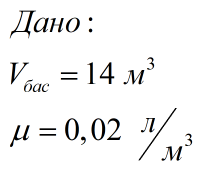 Дано:
V_бас = 14 м³
μ = 0,02 л/м³